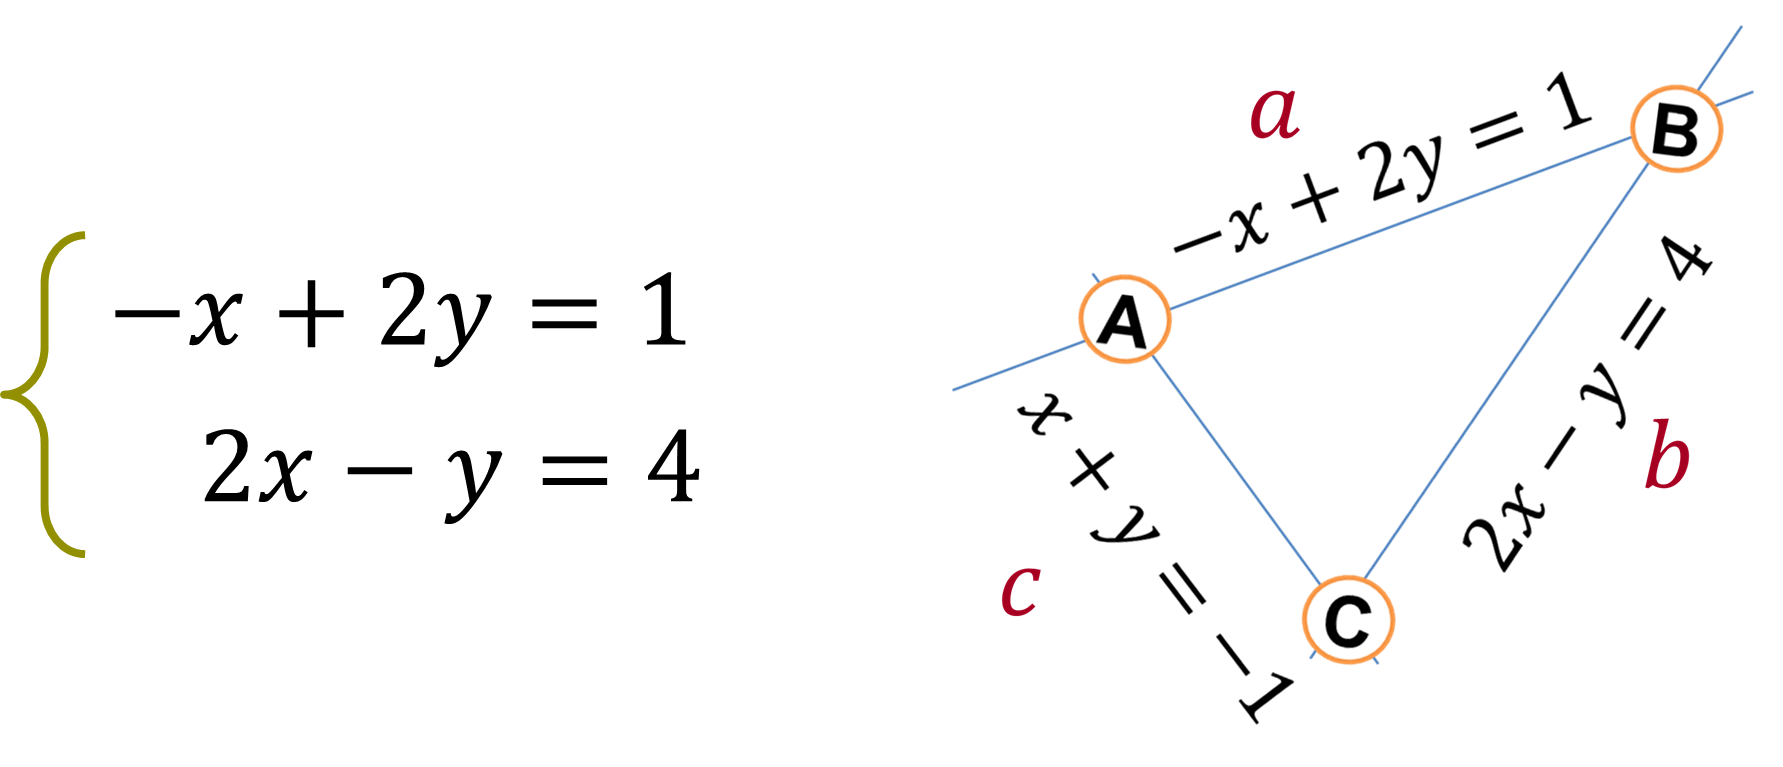 −x + 2y = 1
2x − y = 4
a
−x + 2y = 1
B
A
x + y = −1
2x − y = 4
b
c
C